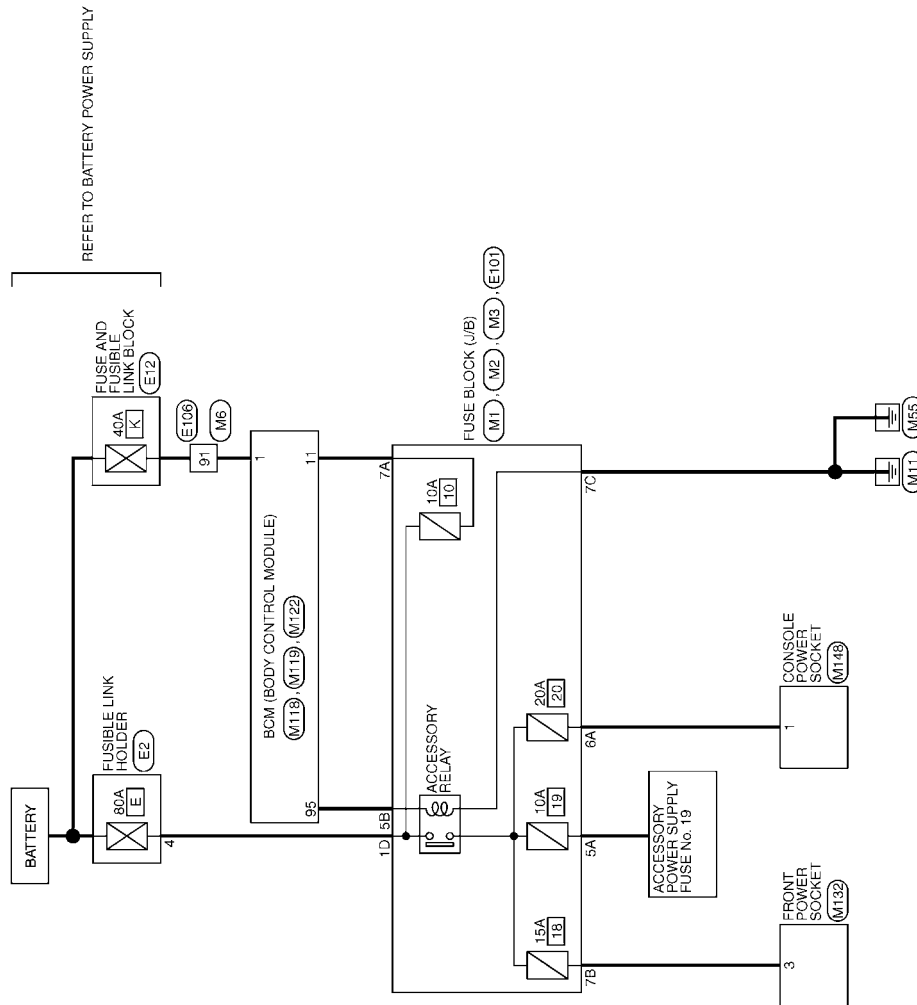 REFER TO BATTERY POWER SUPPLY
BATTERY
FUSIBLE LINK
HOLDER
E2
80A
E
4
FUSE AND
FUSIBLE
LINK BLOCK
E12
40A
K
E106
91
M6
BCM (BODY CONTROL MODULE)
M118 , M119 , M122
1
11
95
FUSE BLOCK (J/B)
M1 , M2 , M3 , E101
1D
5B
7A
10A
10
ACCESSORY
RELAY
15A
18
10A
19
20A
20
7B
5A
6A
7C
ACCESSORY
POWER SUPPLY
FUSE No. 19
FRONT
POWER
SOCKET
M132
3
CONSOLE
POWER
SOCKET
M148
1
M11
M55